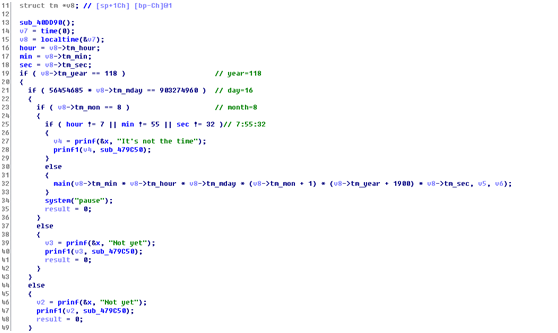 11 struct tm *v8; // [sp+1Ch] [bp-Ch]@1
12
13 sub_40DD90();
14 v7 = time(0);
15 v8 = localtime(&v7);
16 hour = v8->tm_hour;
17 min = v8->tm_min;
18 sec = v8->tm_sec;
19 if ( v8->tm_year == 118 ) // year=118
20 {
21 if ( 56454685 * v8->tm_mday == 903274960 ) // day=16
22 {
23 if ( v8->tm_mon == 8 ) // month=8
24 {
25 if ( hour != 7 || min != 55 || sec != 32 )// 7:55:32
26 {
27 v4 = prinf(&x, "It's not the time");
28 prinf1(v4, sub_479C50);
29 }
30 else
31 {
32 main(v8->tm_min * v8->tm_hour * v8->tm_mday * (v8->tm_mon + 1) * (v8->tm_year + 1900) * v8->tm_sec, v5, v6);
33 }
34 system("pause");
35 result = 0;
36 }
37 else
38 {
39 v3 = prinf(&x, "Not yet");
40 prinf1(v3, sub_479C50);
41 result = 0;
42 }
43 }
44 else
45 {
46 v2 = prinf(&x, "Not yet");
47 prinf1(v2, sub_479C50);
48 result = 0;
49 }